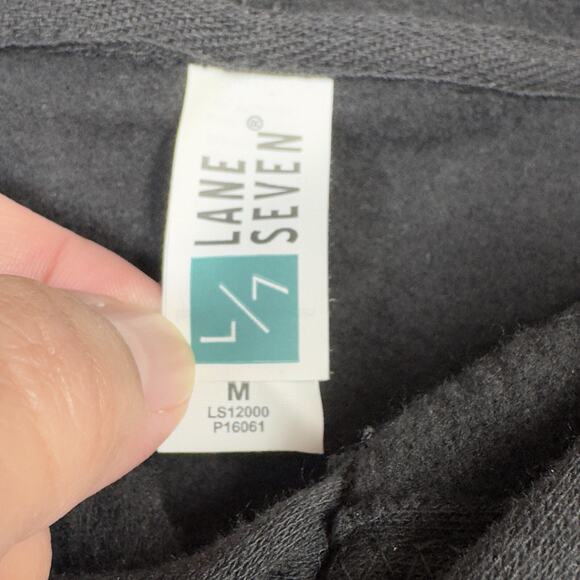 LANE
SEVEN®
L/7
M
LS12000
P16061